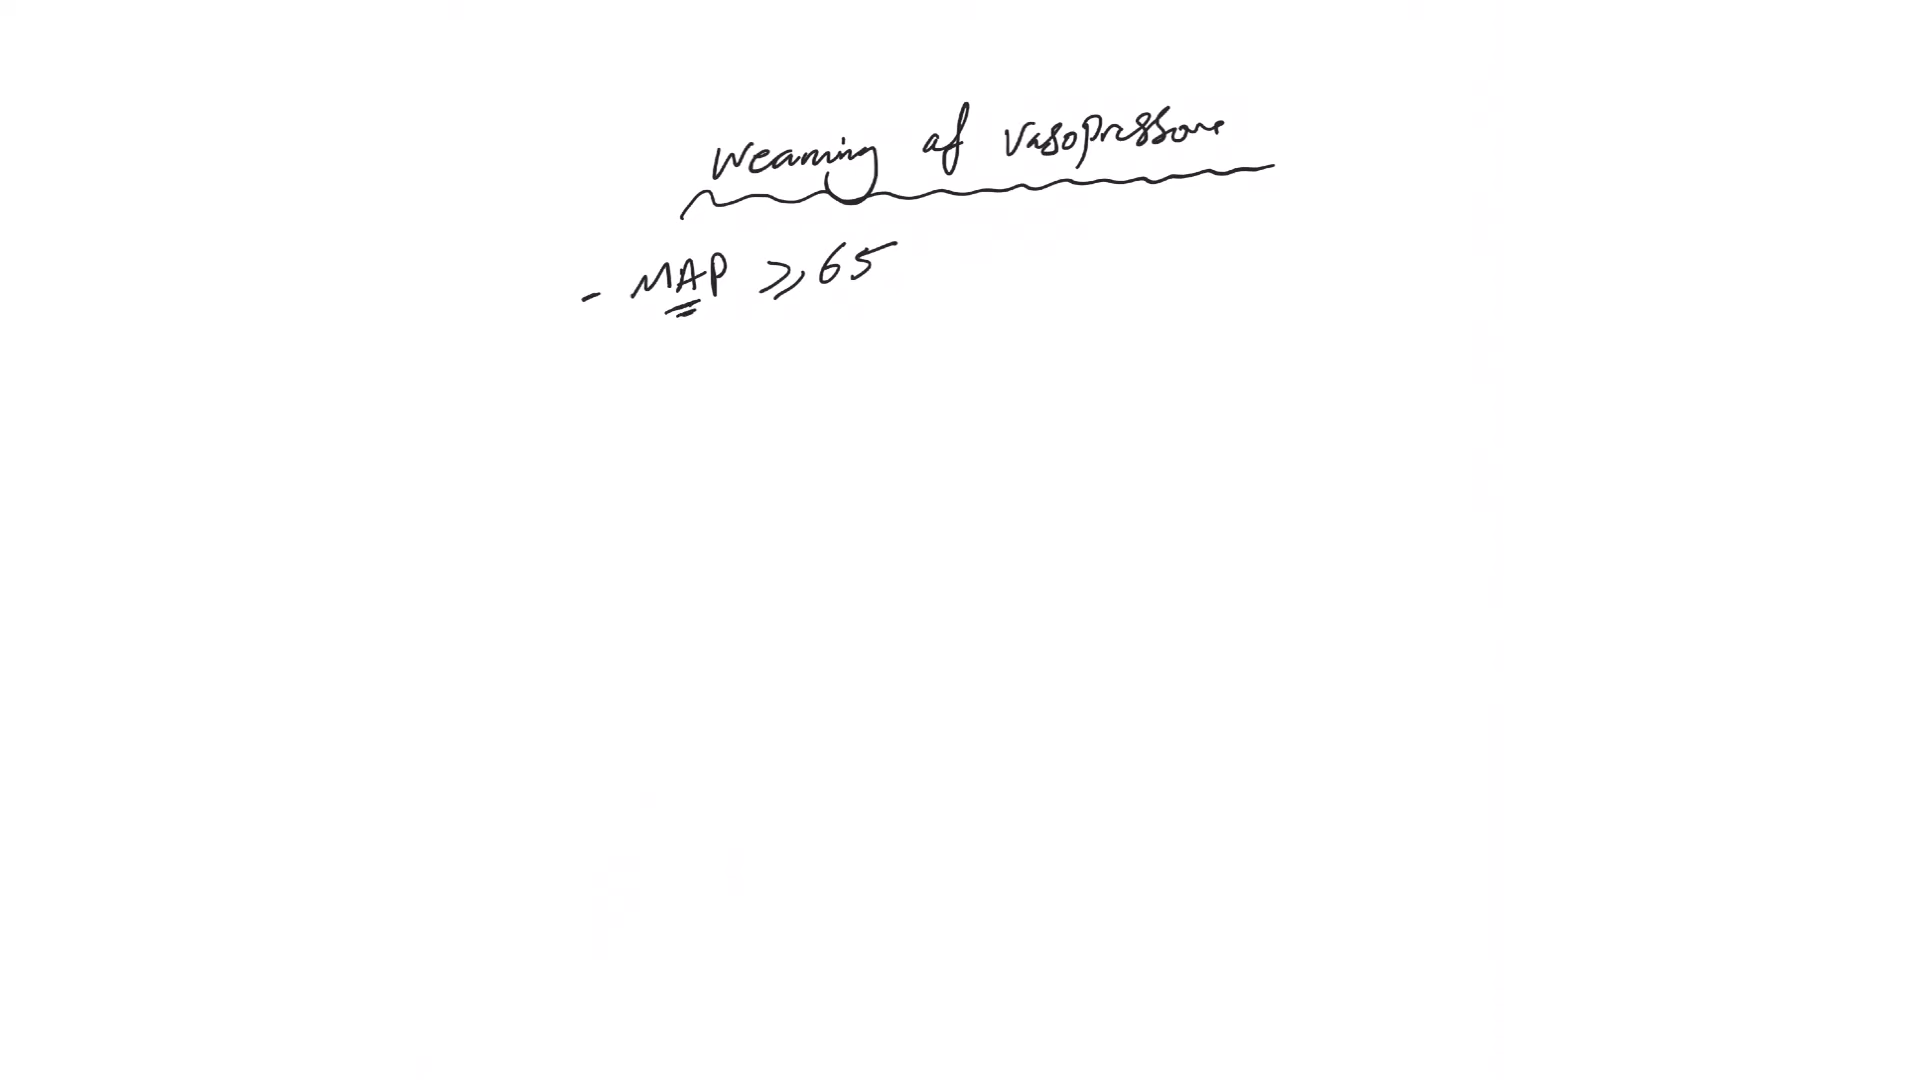 Weaning of Vasopressors
- MAP ≥ 65